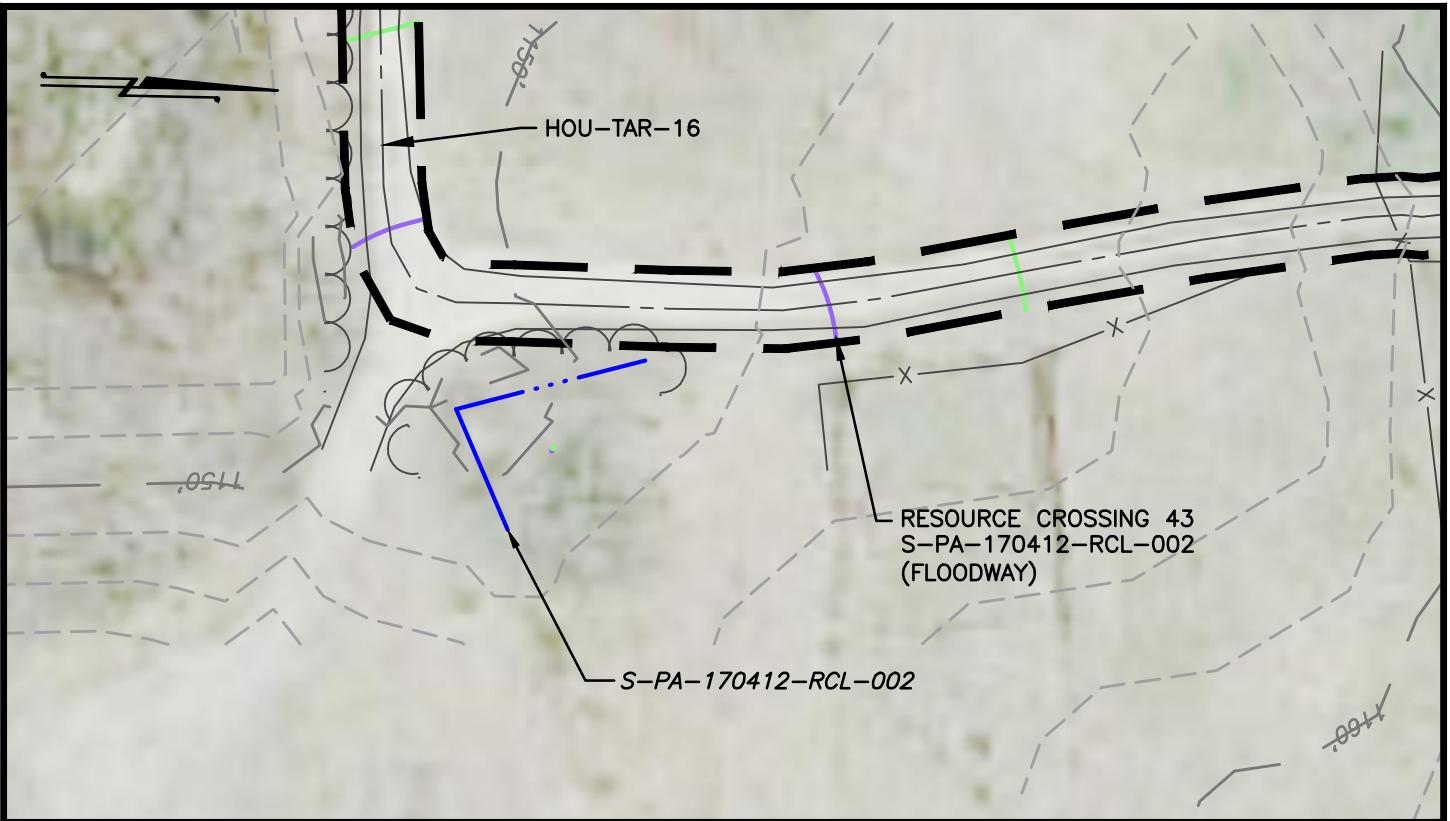 1150'
HOU-TAR-16
1150'
RESOURCE CROSSING 43
S-PA-170412-RCL-002
(FLOODWAY)
S-PA-170412-RCL-002
1160'